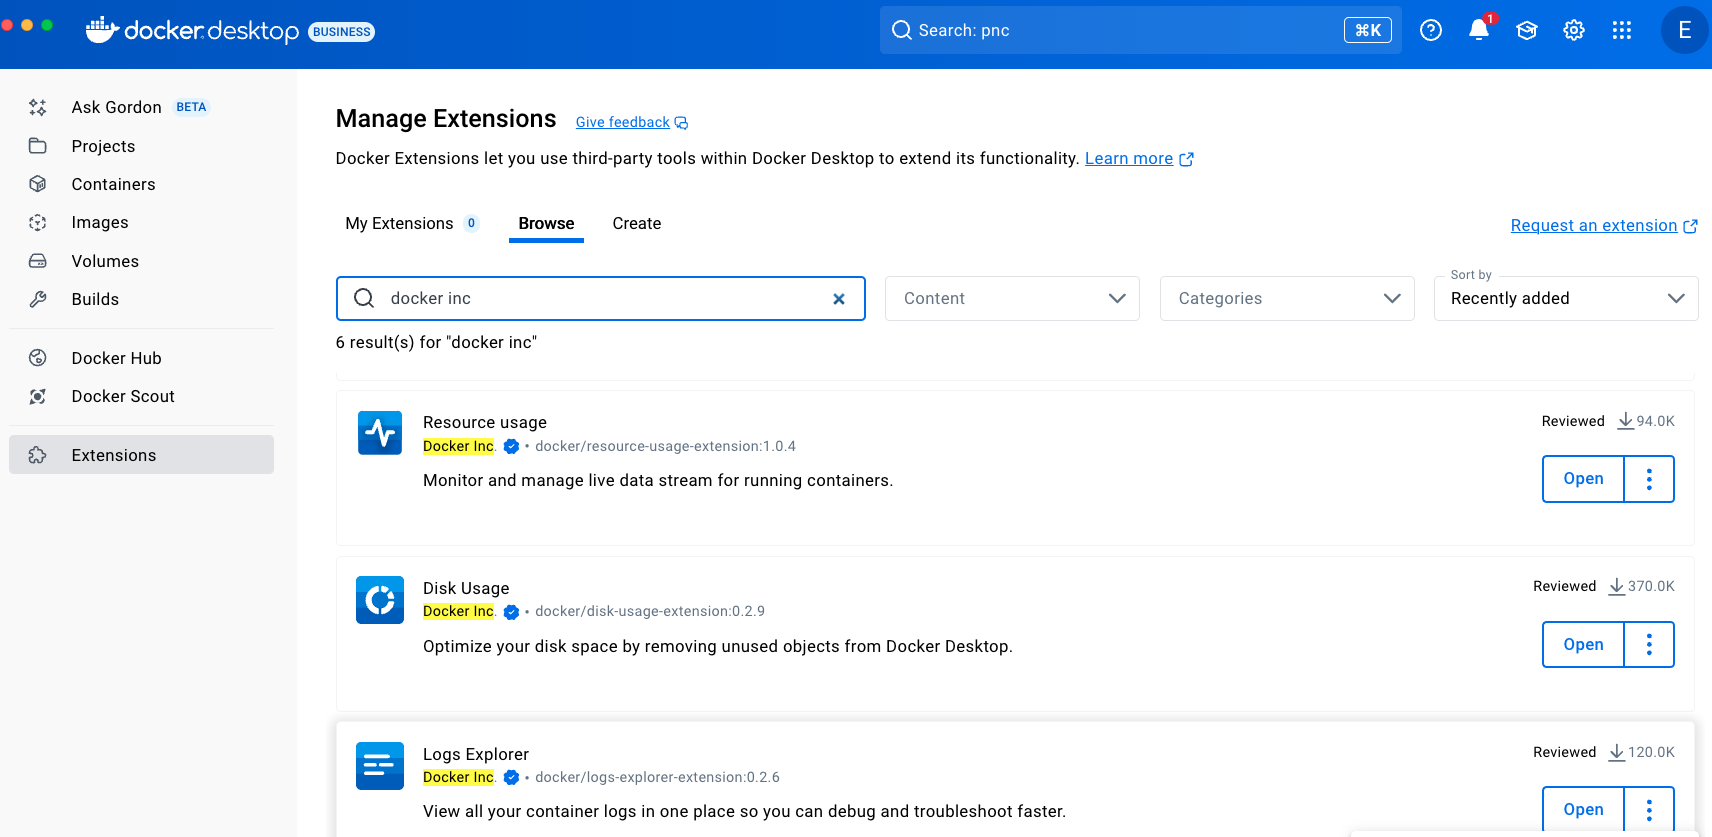 docker desktop BUSINESS
Search: pnc
⌘K
1
E
Ask Gordon BETA
Projects
Containers
Images
Volumes
Builds
Docker Hub
Docker Scout
Extensions
Manage Extensions Give feedback
Docker Extensions let you use third-party tools within Docker Desktop to extend its functionality. Learn more
My Extensions 0 Browse Create
Request an extension
docker inc
Content
Categories
Sort by
Recently added
6 result(s) for "docker inc"
Resource usage
Reviewed 94.0K
Docker Inc. • docker/resource-usage-extension:1.0.4
Monitor and manage live data stream for running containers.
Open
Disk Usage
Reviewed 370.0K
Docker Inc. • docker/disk-usage-extension:0.2.9
Optimize your disk space by removing unused objects from Docker Desktop.
Open
Logs Explorer
Reviewed 120.0K
Docker Inc. • docker/logs-explorer-extension:0.2.6
View all your container logs in one place so you can debug and troubleshoot faster.
Open